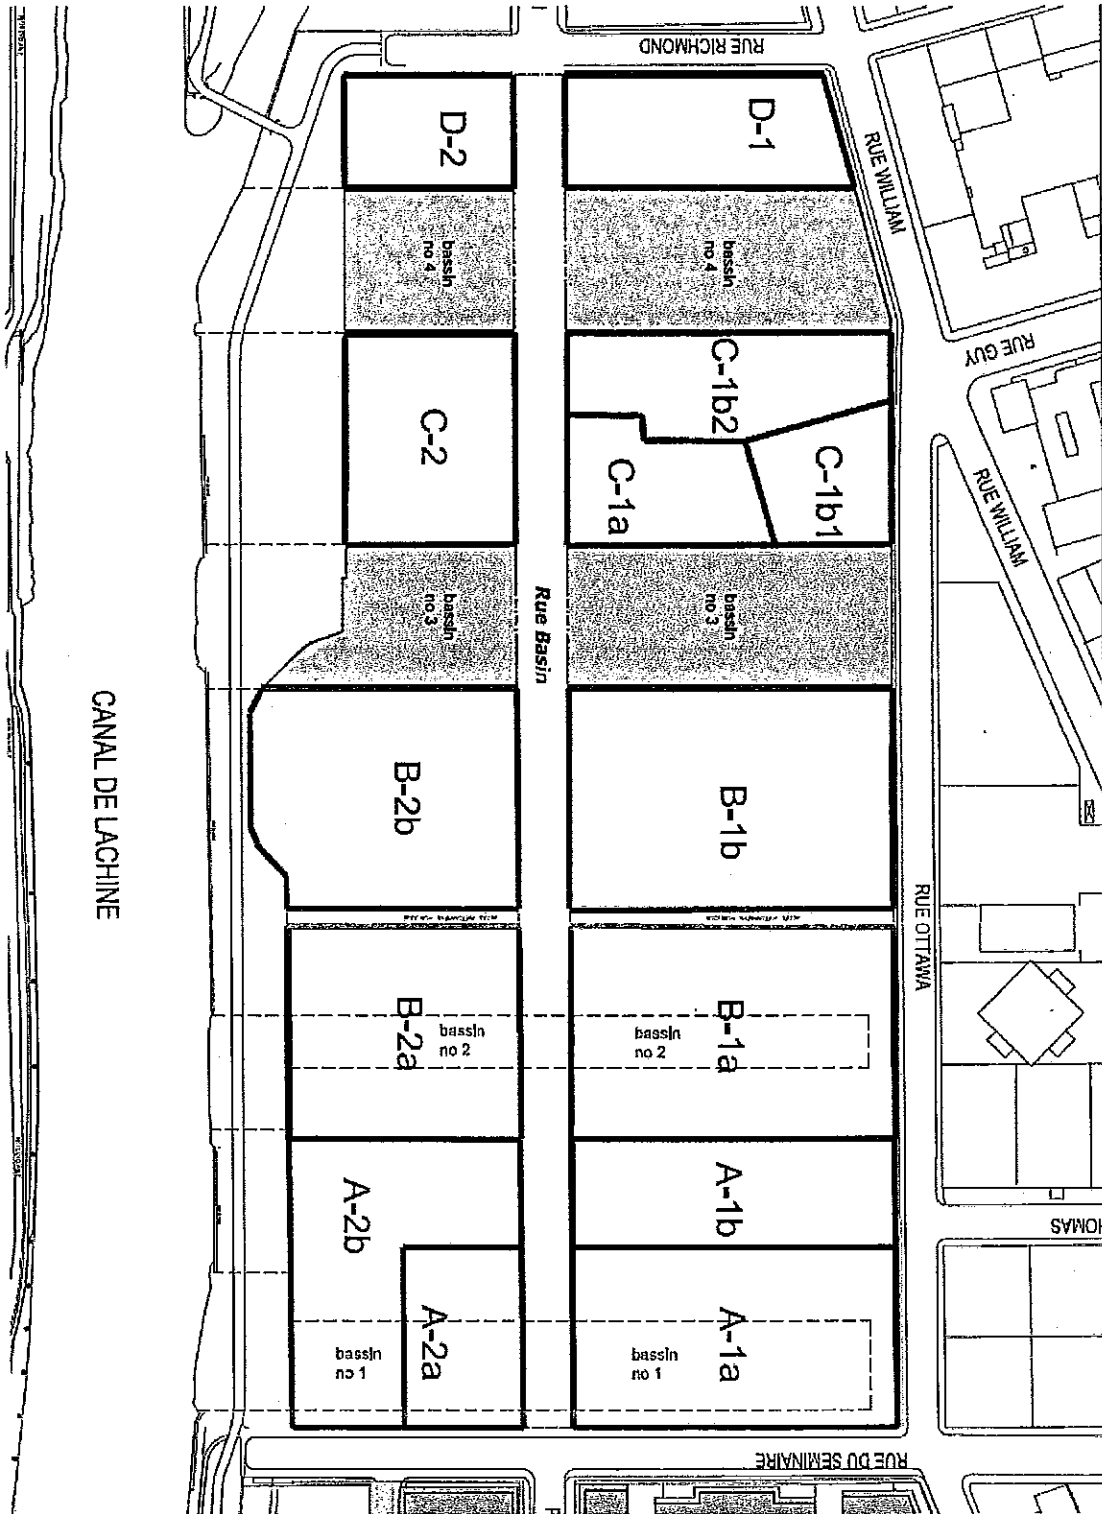 RUE RICHMOND
D-1
D-2
RUE WILLIAM
bassin
no 4
bassin
no 4
RUE GUY
C-1b2
C-2
C-1b1
C-1a
RUE WILLIAM
bassin
no 3
bassin
no 3
Rue Basin
CANAL DE LACHINE
B-2b
B-1b
RUE OTTAWA
B-2a
bassin
no 2
bassin
no 2
B-1a
A-2b
A-1b
HOMAS
A-2a
A-1a
bassin
no 1
bassin
no 1
RUE DU SEMINAIRE